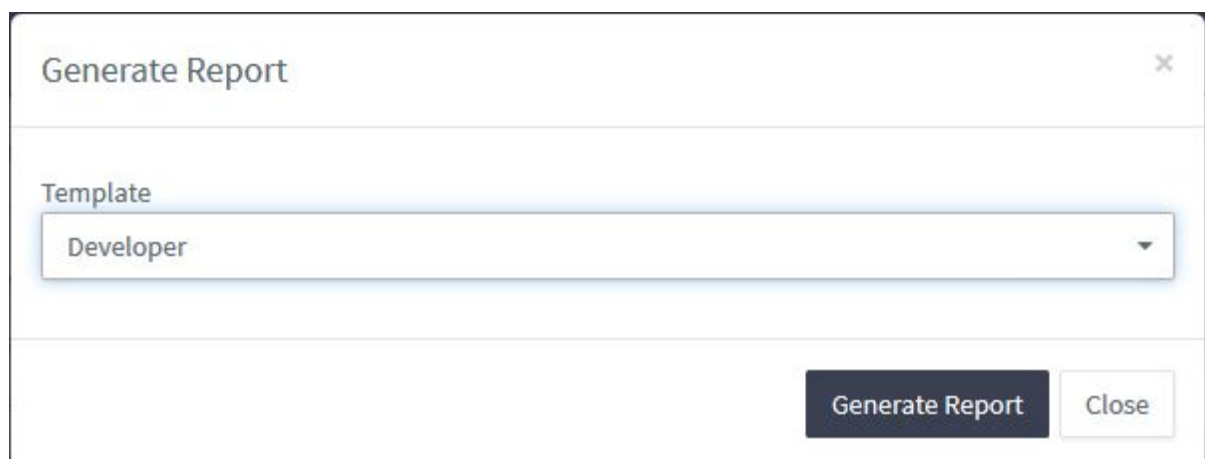 Generate Report ×
Template
Developer
Generate Report Close